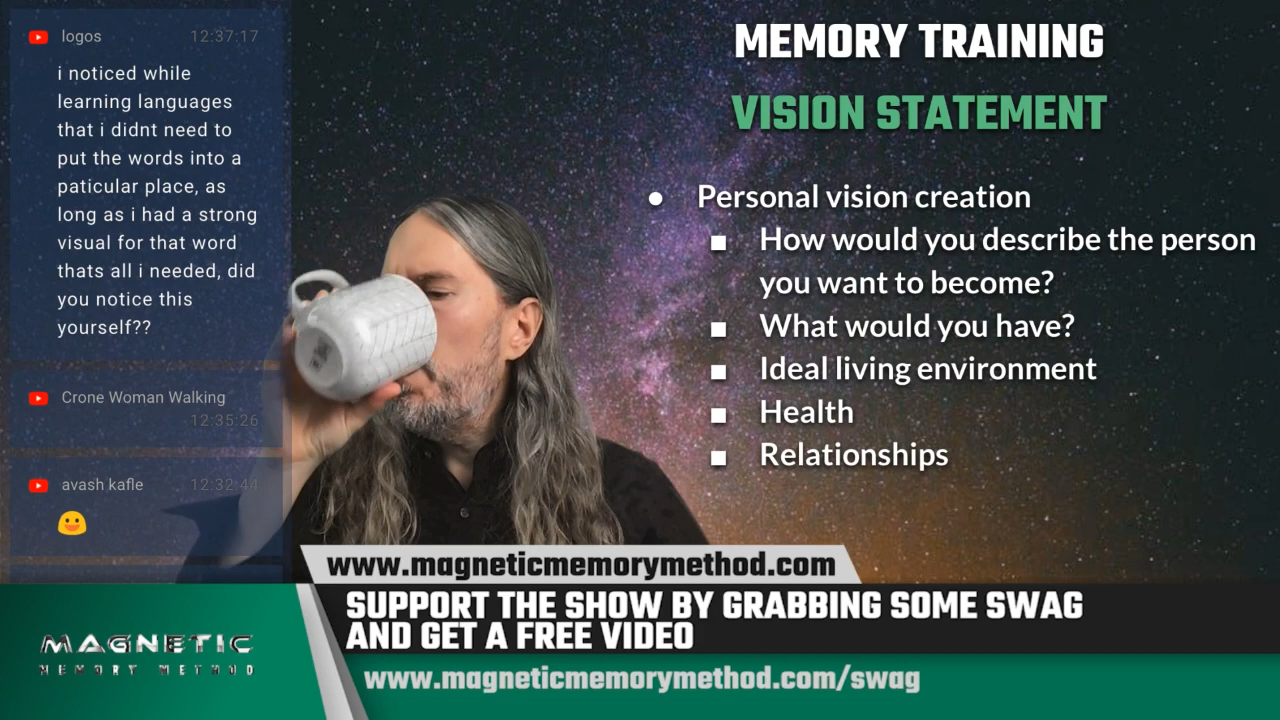 logos 12:37:17
i noticed while
learning languages
that i didnt need to
put the words into a
paticular place, as
long as i had a strong
visual for that word
thats all i needed, did
you notice this
yourself??
Crone Woman Walking
12:35:26
avash kafle 12:32:44
MEMORY TRAINING
VISION STATEMENT
• Personal vision creation
■ How would you describe the person
you want to become?
■ What would you have?
■ Ideal living environment
■ Health
■ Relationships
www.magneticmemorymethod.com
SUPPORT THE SHOW BY GRABBING SOME SWAG
AND GET A FREE VIDEO
www.magneticmemorymethod.com/swag
MAGNETIC
MEMORY METHOD